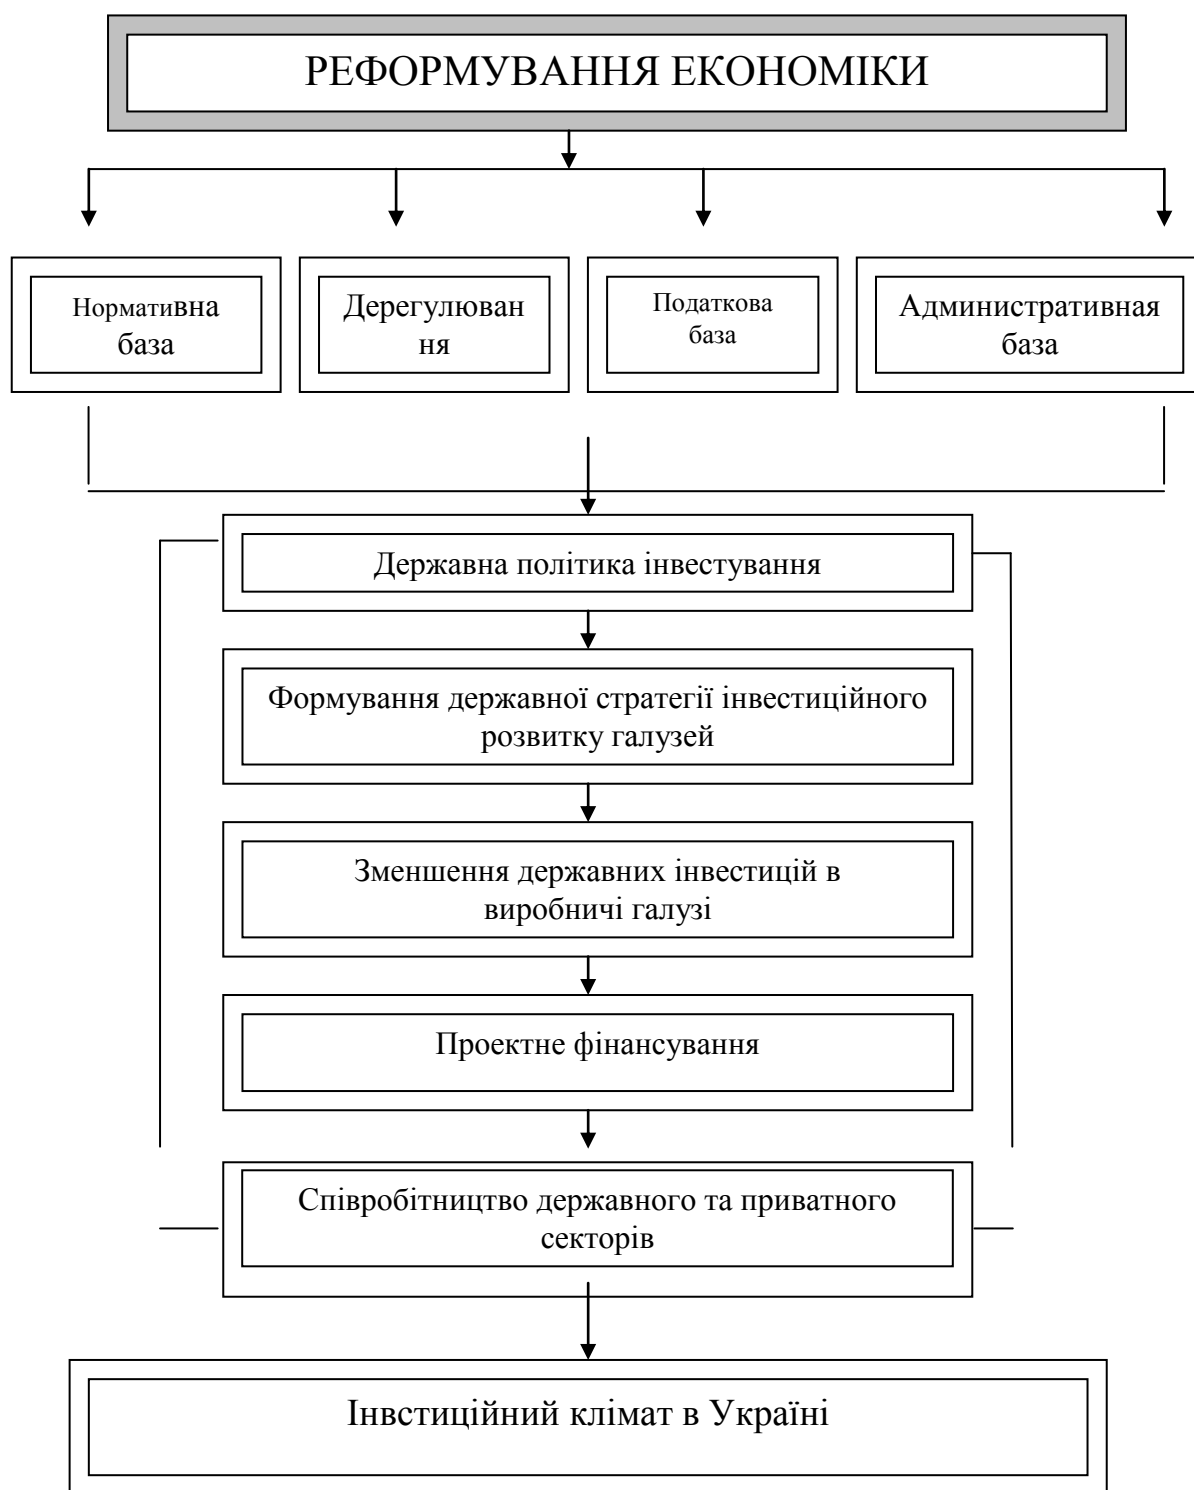 РЕФОРМУВАННЯ ЕКОНОМІКИ
Нормативна
база
Дерегулюван
ня
Податкова
база
Административная
база
Державна політика інвестування
Формування державної стратегії інвестиційного
розвитку галузей
Зменшення державних інвестицій в
виробничі галузі
Проектне фінансування
Співробітництво державного та приватного
секторів
Інвстиційний клімат в Україні